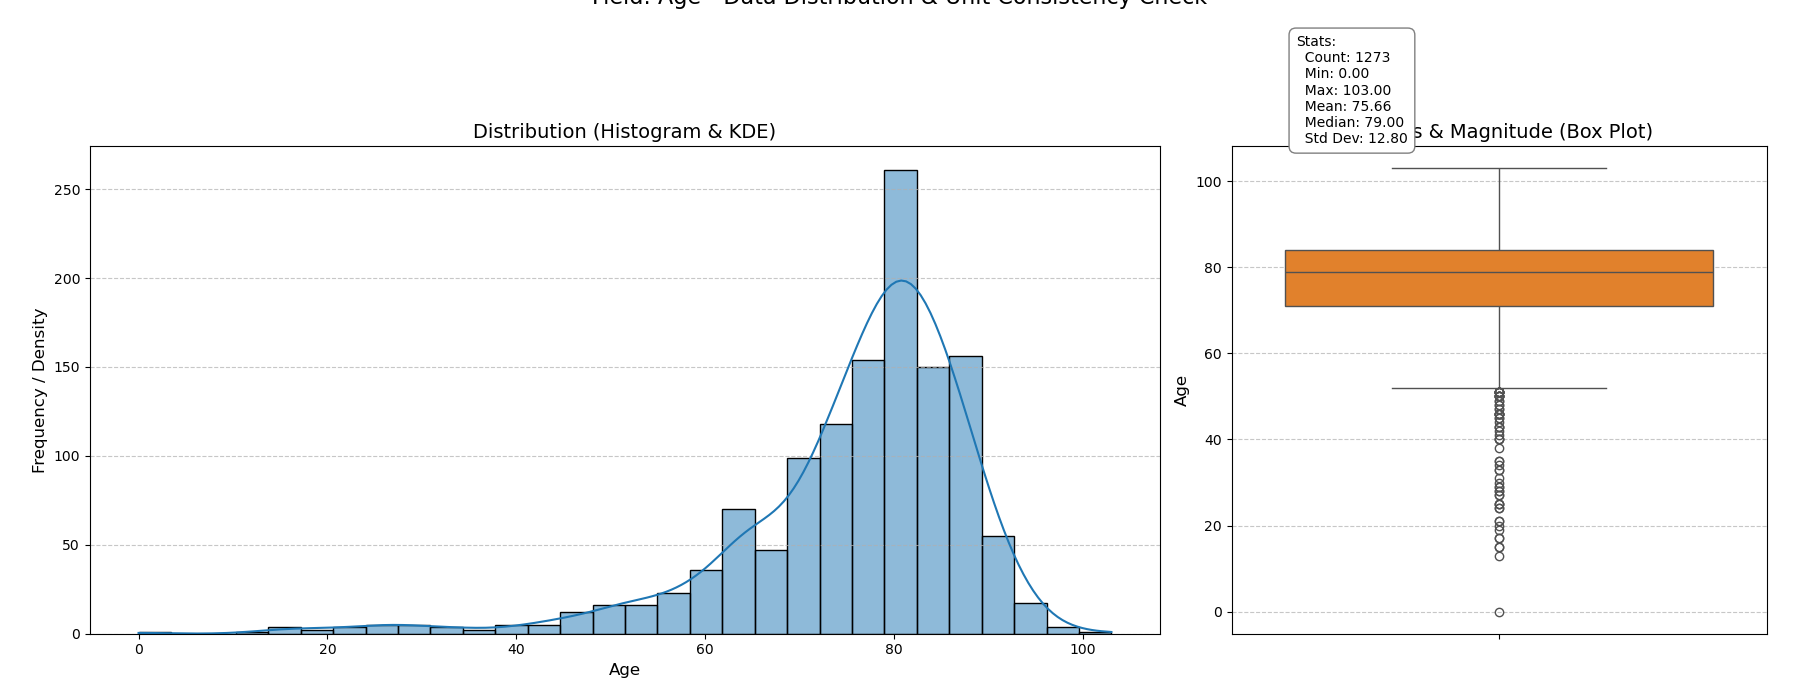 Field: Age - Data Distribution & Unit Consistency Check
Stats:
Count: 1273
Min: 0.00
Max: 103.00
Mean: 75.66
Median: 79.00
Std Dev: 12.80
Distribution (Histogram & KDE)
& Magnitude (Box Plot)
Frequency / Density
250
200
150
100
50
0
0
20
40
60
80
100
Age
Age
100
80
60
40
20
0